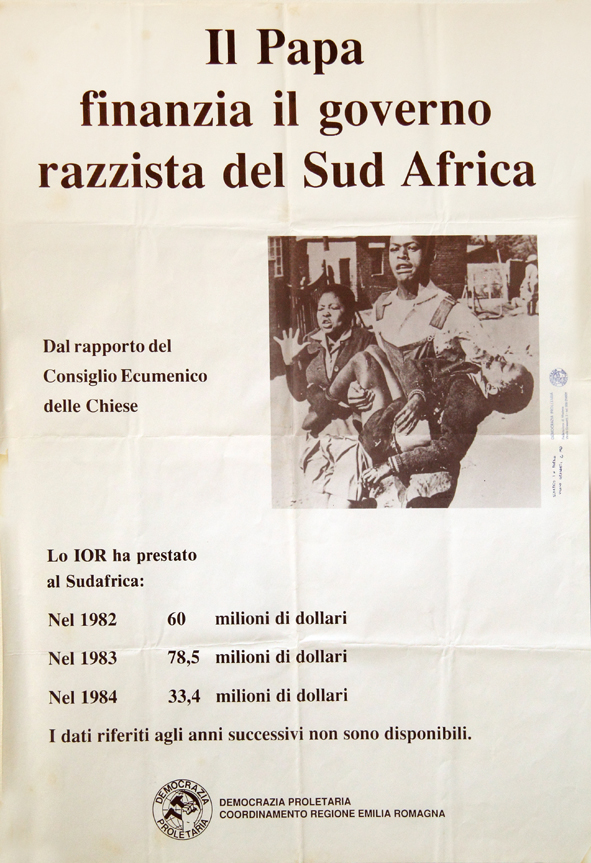 Il Papa
finanzia il governo
razzista del Sud Africa
Dal rapporto del
Consiglio Ecumenico
delle Chiese
Lo IOR ha prestato
al Sudafrica:
Nel 1982 60 milioni di dollari
Nel 1983 78,5 milioni di dollari
Nel 1984 33,4 milioni di dollari
I dati riferiti agli anni successivi non sono disponibili.
DEMOCRAZIA
PROLETARIA
DEMOCRAZIA PROLETARIA
COORDINAMENTO REGIONE EMILIA ROMAGNA